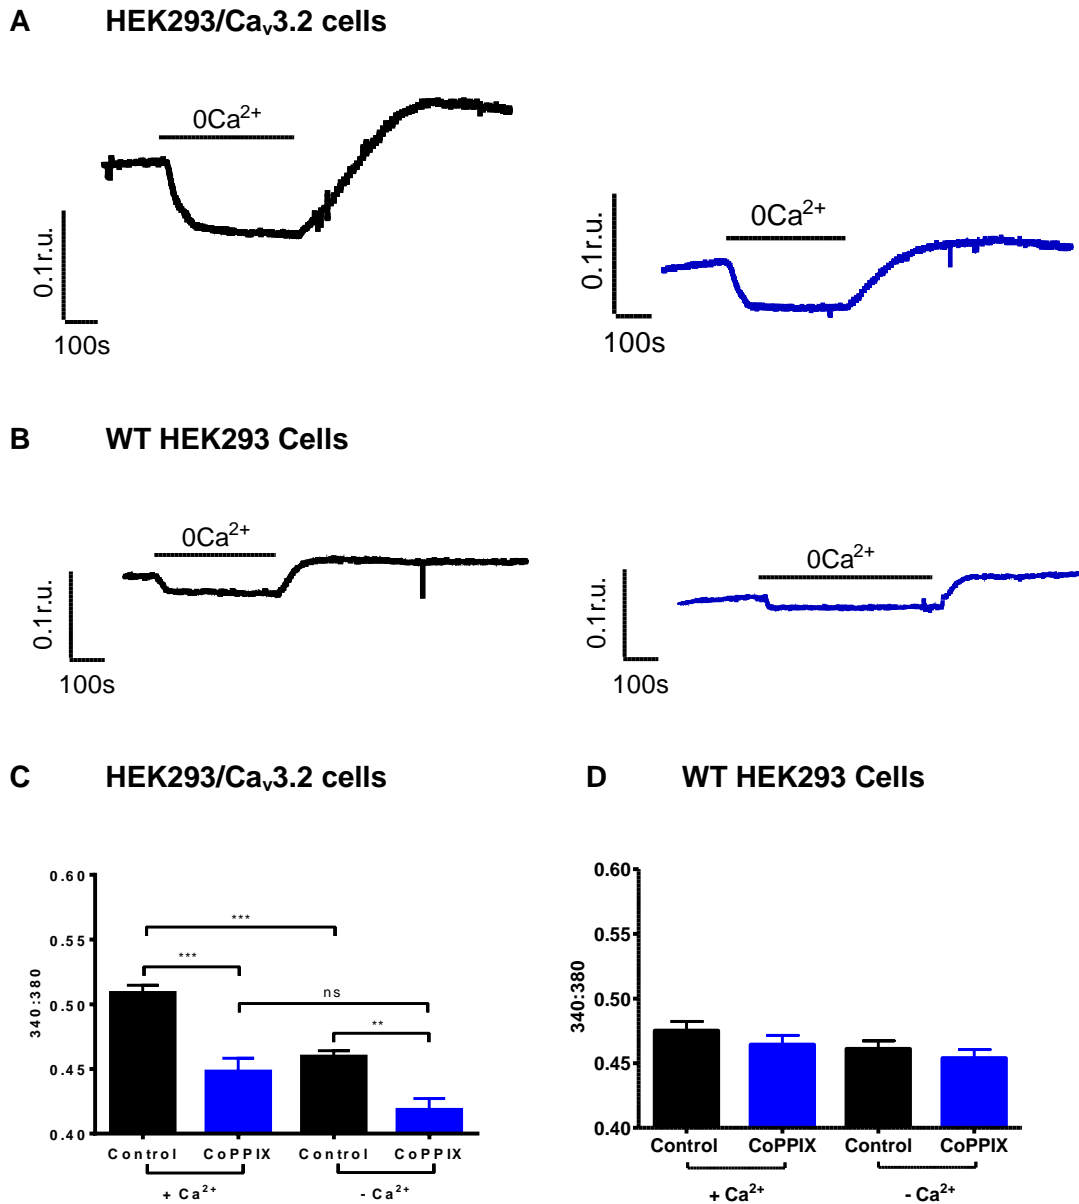 A HEK293/Caᵥ3.2 cells
0Ca²⁺
0.1r.u.
100s
0Ca²⁺
0.1r.u.
100s
B WT HEK293 Cells
0Ca²⁺
0.1r.u.
100s
0Ca²⁺
0.1r.u.
100s
C HEK293/Caᵥ3.2 cells
340:380
0.60
0.55
0.50
0.45
0.40
***
***
ns
**
Control CoPPIX Control CoPPIX
+ Ca²⁺ - Ca²⁺
D WT HEK293 Cells
340:380
0.60
0.55
0.50
0.45
0.40
Control CoPPIX Control CoPPIX
+ Ca²⁺ - Ca²⁺